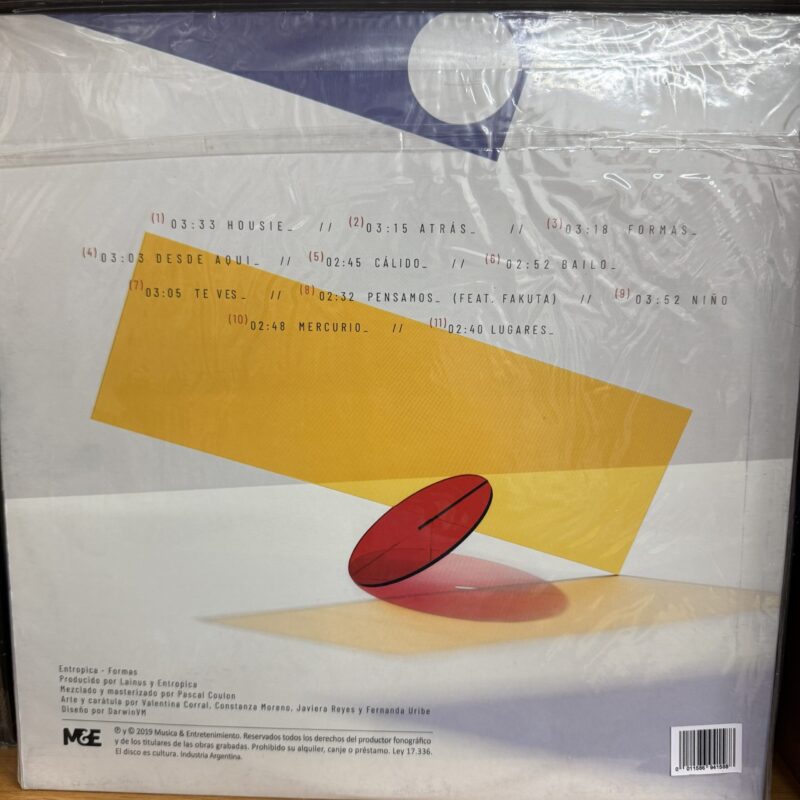 (1) 03:33 HOUSIE_ // (2) 03:15 ATRÁS_ // (3) 03:18 FORMAS_
(4) 03:03 DESDE AQUI_ // (5) 02:45 CÁLIDO_ // (6) 02:52 BAILO_
(7) 03:05 TE VES_ // (8) 02:32 PENSAMOS_ (FEAT. FAKUTA) // (9) 03:52 NIÑO
(10) 02:48 MERCURIO_ // (11) 02:40 LUGARES_
Entropica - Formas
Producido por Lainus y Entropica
Mezclado y masterizado por Pascal Coulon
Arte y carátula por Valentina Corral, Constanza Moreno, Javiera Reyes y Fernanda Uribe
Diseño por DarwinVM
M&E
℗ y © 2019 Musica & Entretenimiento. Reservados todos los derechos del productor fonográfico
y de los titulares de las obras grabadas. Prohibido su alquiler, canje o préstamo. Ley 17.336.
El disco es cultura. Industria Argentina.
0 011586 941588